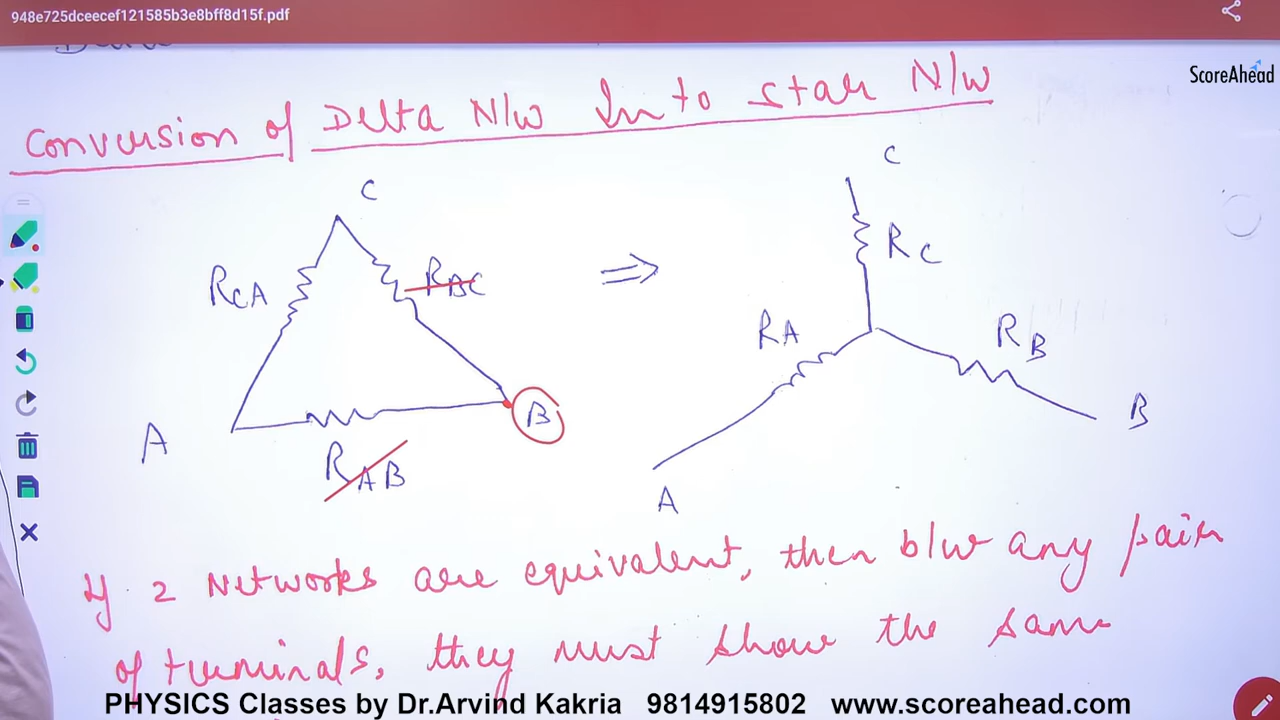 948e725dceecef121585b3e8bff8d15f.pdf
ScoreAhead
Conversion of Delta N/W Into star N/W
C
C
RCA
RBC
⇒
RC
RA
RB
A
B
B
RAB
A
If 2 Networks are equivalent, then b/w any pair
of terminals, they must show the same
PHYSICS Classes by Dr.Arvind Kakria 9814915802 www.scoreahead.com